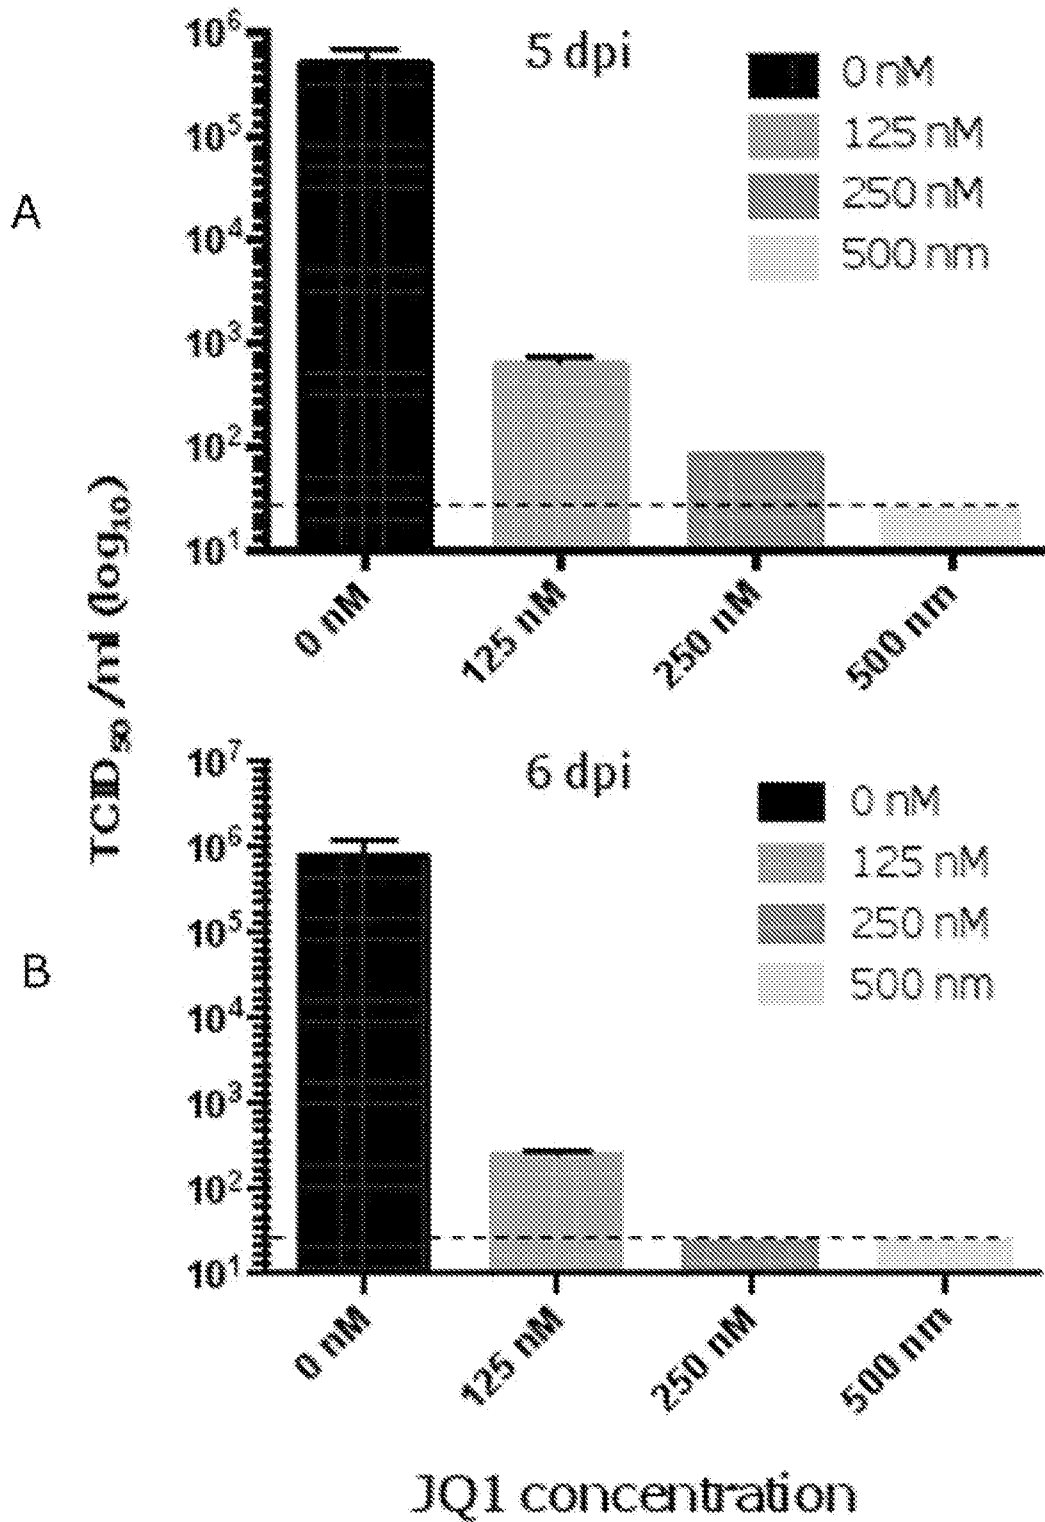 A
TCID₅₀/ml (log₁₀)
5 dpi
10⁶
10⁵
10⁴
10³
10²
10¹
0 nM
125 nM
250 nM
500 nm
0 nM
125 nM
250 nM
500 nm
B
6 dpi
10⁷
10⁶
10⁵
10⁴
10³
10²
10¹
0 nM
125 nM
250 nM
500 nm
0 nM
125 nM
250 nM
500 nm
JQ1 concentration